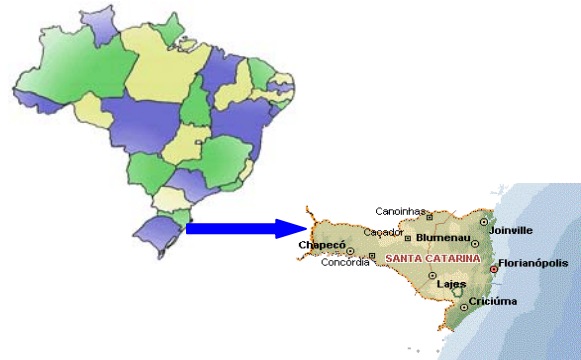 Canoinhas
Joinville
Caçador
Blumenau
Chapecó
Concórdia
SANTA CATARINA
Florianópolis
Lajes
Criciúma